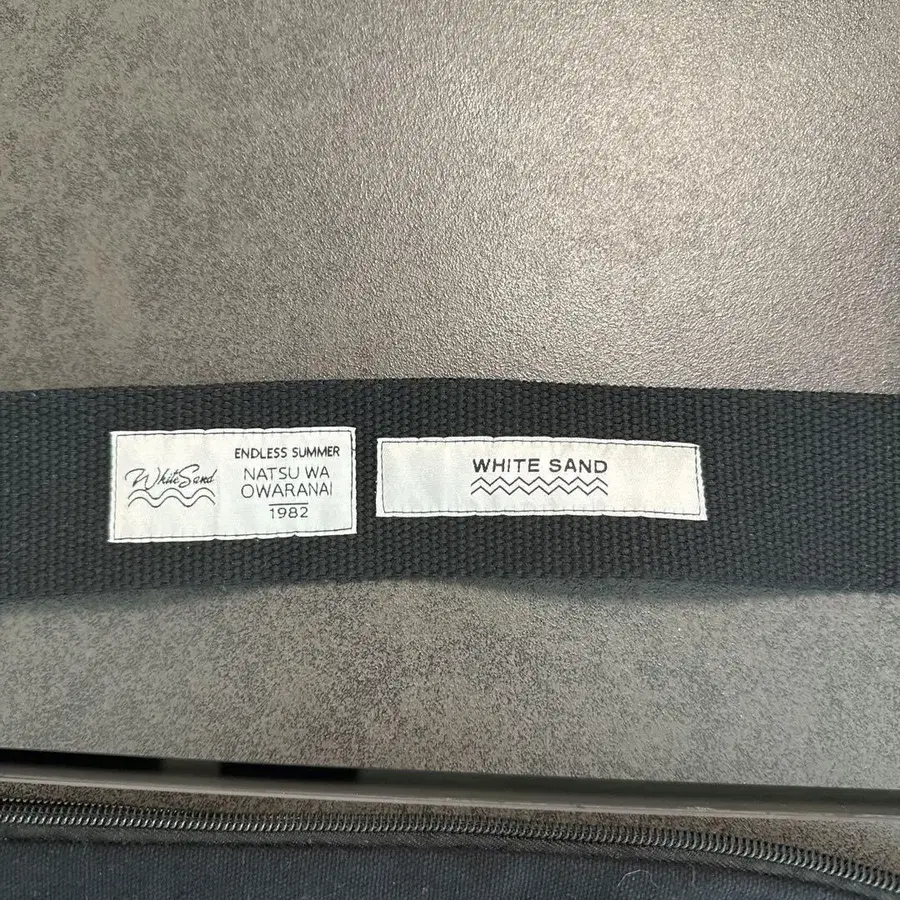 White Sand
ENDLESS SUMMER
NATSU WA
OWARANAI
1982
WHITE SAND